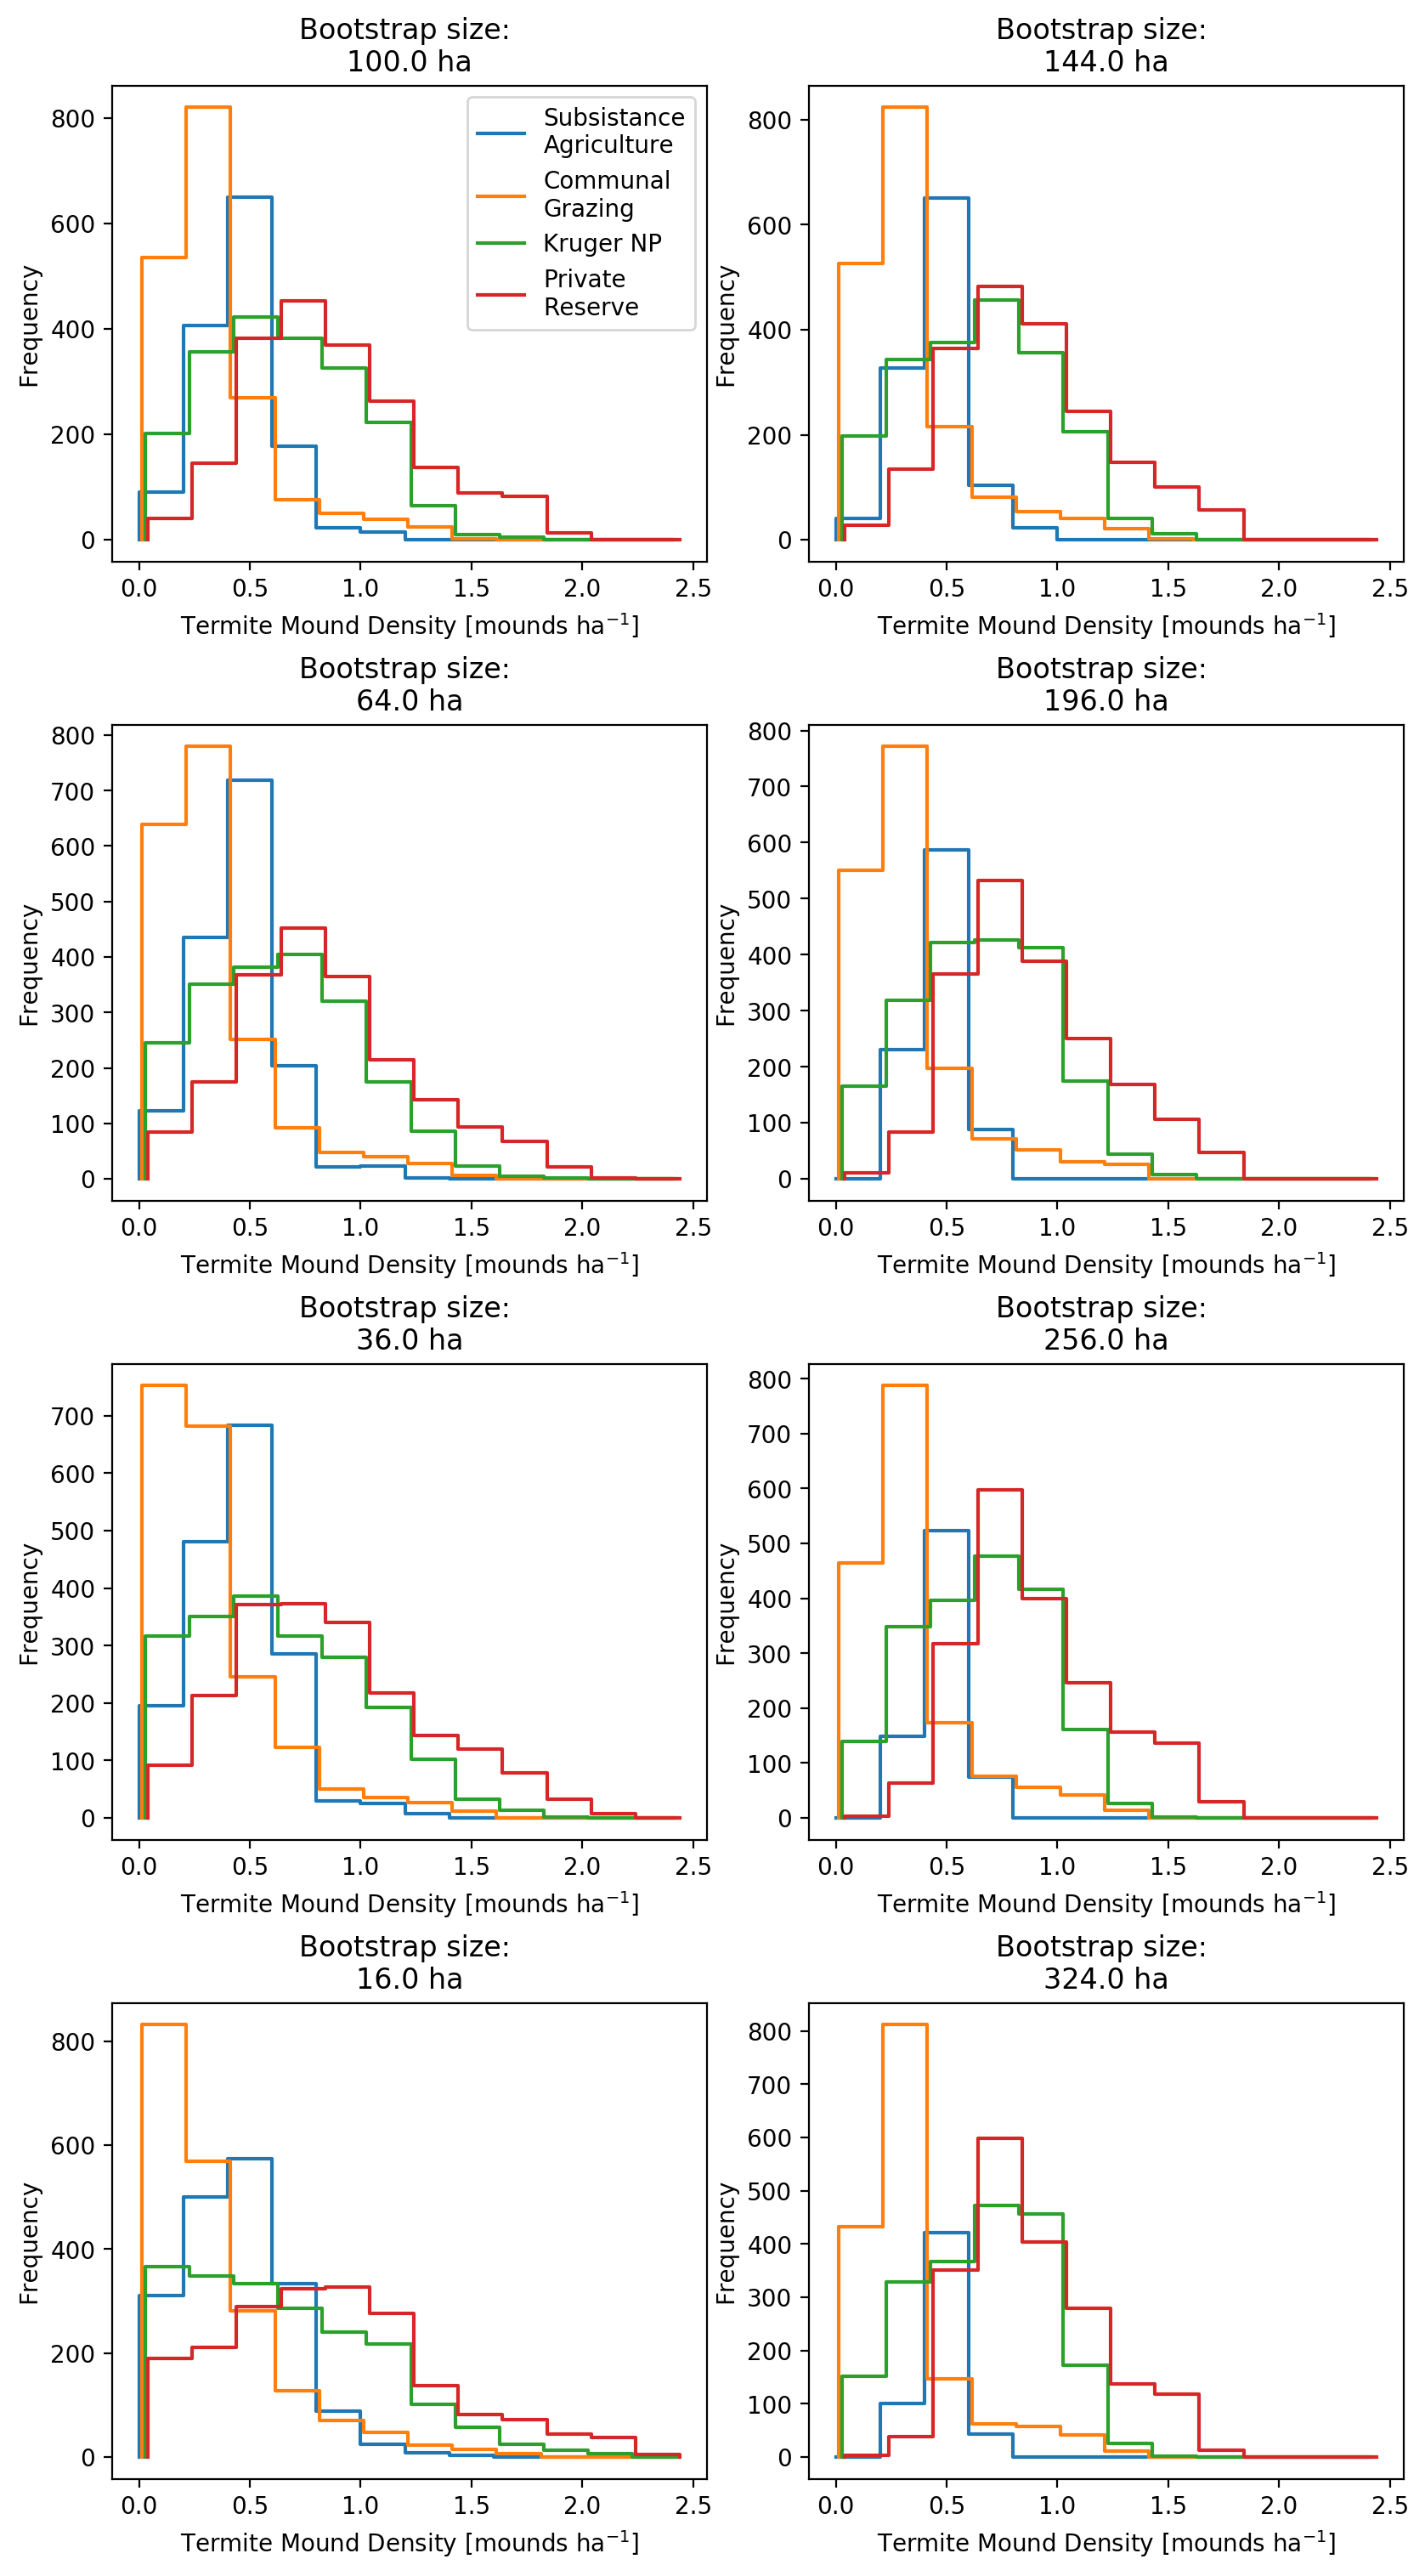 Bootstrap size:
100.0 ha
800
600
400
200
0
Frequency
Subsistance
Agriculture
Communal
Grazing
Kruger NP
Private
Reserve
0.0 0.5 1.0 1.5 2.0 2.5
Termite Mound Density [mounds ha⁻¹]
Bootstrap size:
144.0 ha
800
600
400
200
0
Frequency
0.0 0.5 1.0 1.5 2.0 2.5
Termite Mound Density [mounds ha⁻¹]
Bootstrap size:
64.0 ha
800
700
600
500
400
300
200
100
0
Frequency
0.0 0.5 1.0 1.5 2.0 2.5
Termite Mound Density [mounds ha⁻¹]
Bootstrap size:
196.0 ha
800
700
600
500
400
300
200
100
0
Frequency
0.0 0.5 1.0 1.5 2.0 2.5
Termite Mound Density [mounds ha⁻¹]
Bootstrap size:
36.0 ha
700
600
500
400
300
200
100
0
Frequency
0.0 0.5 1.0 1.5 2.0 2.5
Termite Mound Density [mounds ha⁻¹]
Bootstrap size:
256.0 ha
800
700
600
500
400
300
200
100
0
Frequency
0.0 0.5 1.0 1.5 2.0 2.5
Termite Mound Density [mounds ha⁻¹]
Bootstrap size:
16.0 ha
800
600
400
200
0
Frequency
0.0 0.5 1.0 1.5 2.0 2.5
Termite Mound Density [mounds ha⁻¹]
Bootstrap size:
324.0 ha
800
700
600
500
400
300
200
100
0
Frequency
0.0 0.5 1.0 1.5 2.0 2.5
Termite Mound Density [mounds ha⁻¹]